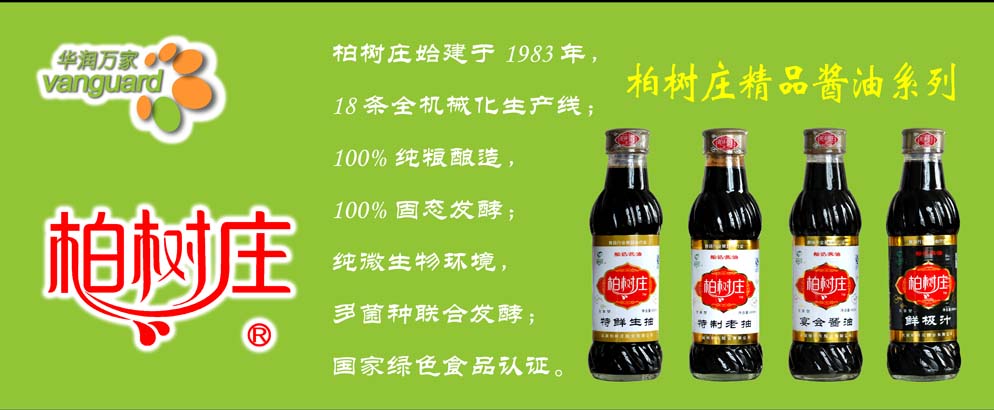 华润万家
vanguard
柏树庄
®
柏树庄始建于 1983 年，
18 条全机械化生产线；
100% 纯粮酿造，
100% 固态发酵；
纯微生物环境，
多菌种联合发酵；
国家绿色食品认证。
柏树庄精品酱油系列
柏树庄
特鲜生抽
柏树庄
特制老抽
柏树庄
宴会酱油
柏树庄
鲜极汁